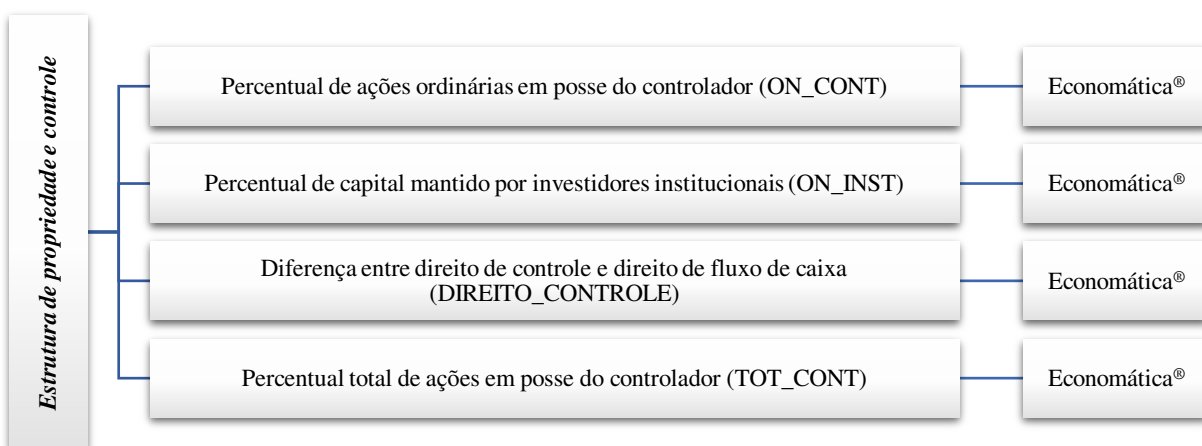 Estrutura de propriedade e controle
Percentual de ações ordinárias em posse do controlador (ON_CONT)
Economática®
Percentual de capital mantido por investidores institucionais (ON_INST)
Economática®
Diferença entre direito de controle e direito de fluxo de caixa
(DIREITO_CONTROLE)
Economática®
Percentual total de ações em posse do controlador (TOT_CONT)
Economática®